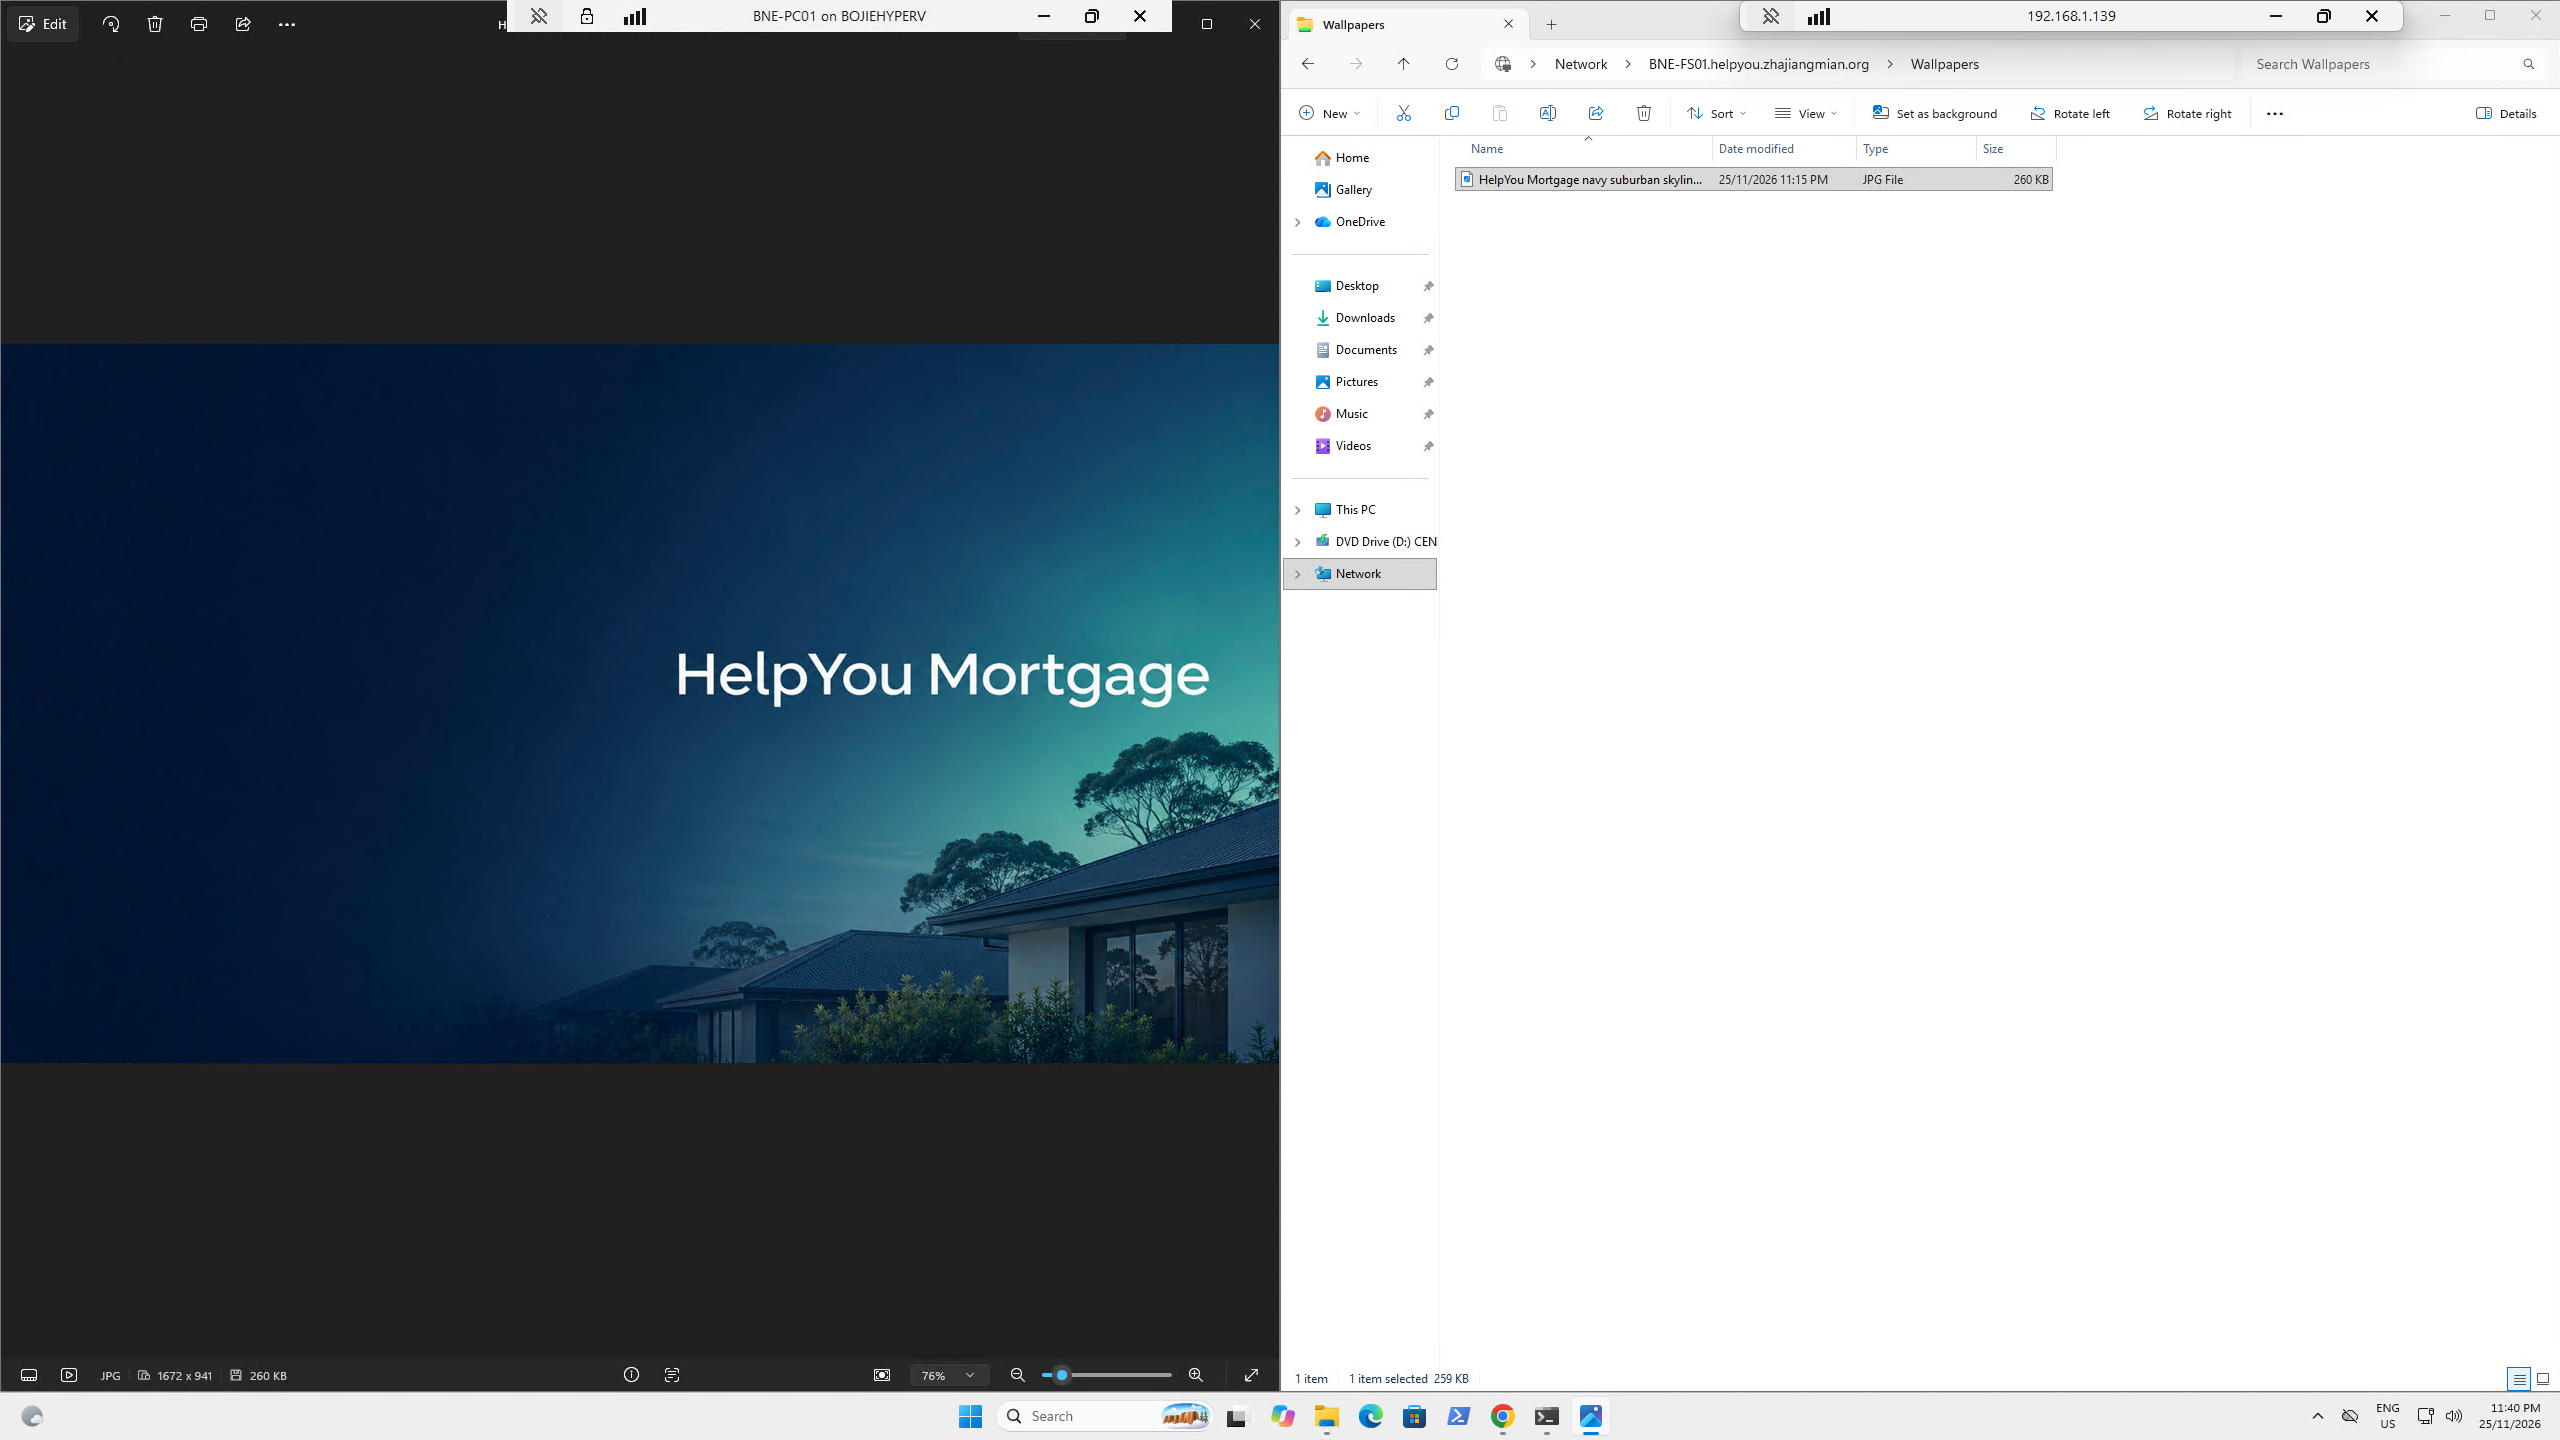 Edit
H
BNE-PC01 on BOJIEHYPERV
HelpYou Mortgage
JPG
1672 x 941
260 KB
76%
Wallpapers
192.168.1.139
Network
BNE-FS01.helpyou.zhajiangmian.org
Wallpapers
Search Wallpapers
New
Sort
View
Set as background
Rotate left
Rotate right
Details
Name
Date modified
Type
Size
HelpYou Mortgage navy suburban skylin...
25/11/2026 11:15 PM
JPG File
260 KB
Home
Gallery
OneDrive
Desktop
Downloads
Documents
Pictures
Music
Videos
This PC
DVD Drive (D:) CEN
Network
1 item
1 item selected 259 KB
Search
ENG
US
11:40 PM
25/11/2026